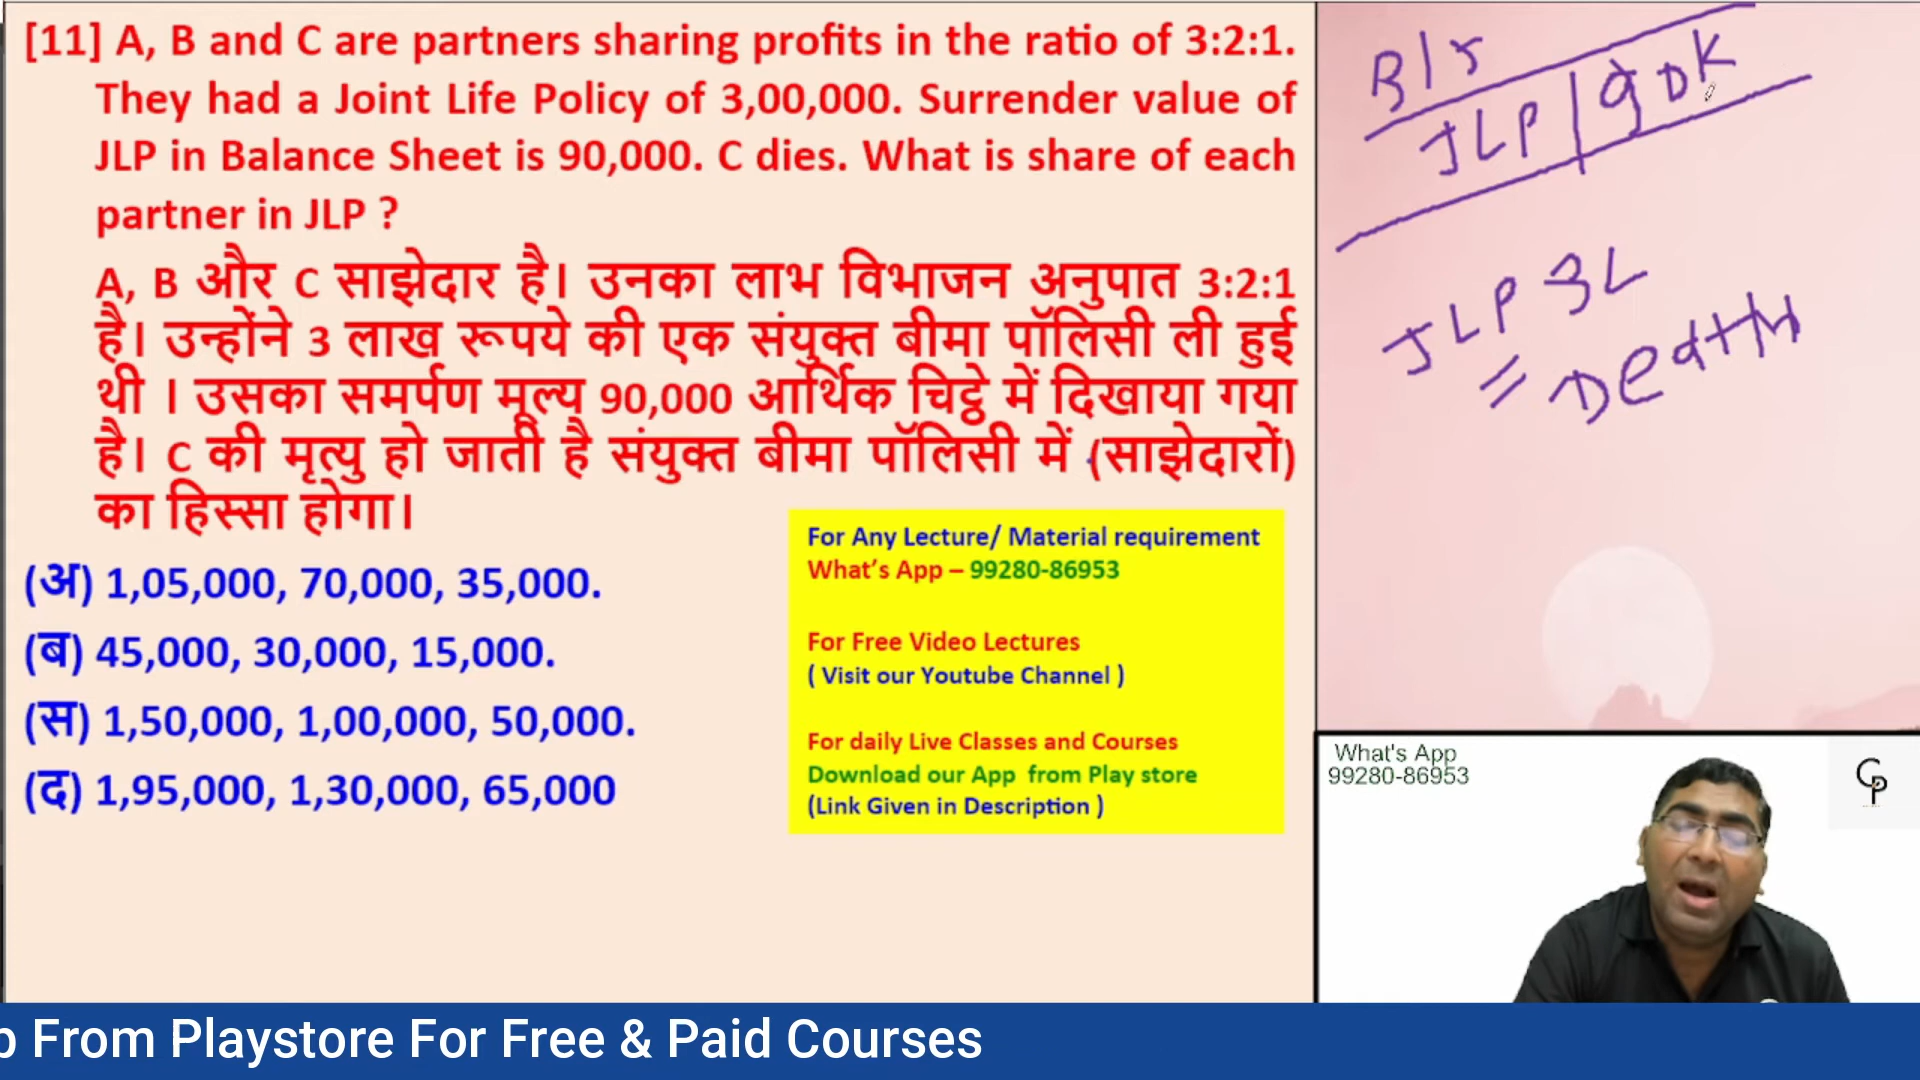 [11] A, B and C are partners sharing profits in the ratio of 3:2:1.
They had a Joint Life Policy of 3,00,000. Surrender value of
JLP in Balance Sheet is 90,000. C dies. What is share of each
partner in JLP ?
A, B और C साझेदार है। उनका लाभ विभाजन अनुपात 3:2:1
है। उन्होंने 3 लाख रूपये की एक संयुक्त बीमा पॉलिसी ली हुई
थी । उसका समर्पण मूल्य 90,000 आर्थिक चिट्ठे में दिखाया गया
है। C की मृत्यु हो जाती है संयुक्त बीमा पॉलिसी में (साझेदारों)
का हिस्सा होगा।
(अ) 1,05,000, 70,000, 35,000.
(ब) 45,000, 30,000, 15,000.
(स) 1,50,000, 1,00,000, 50,000.
(द) 1,95,000, 1,30,000, 65,000
For Any Lecture/ Material requirement
What's App – 99280-86953
For Free Video Lectures
( Visit our Youtube Channel )
For daily Live Classes and Courses
Download our App from Play store
(Link Given in Description )
B/s
JLP | 90K
JLP 3L
= Death
What's App
99280-86953
CP
From Playstore For Free & Paid Courses